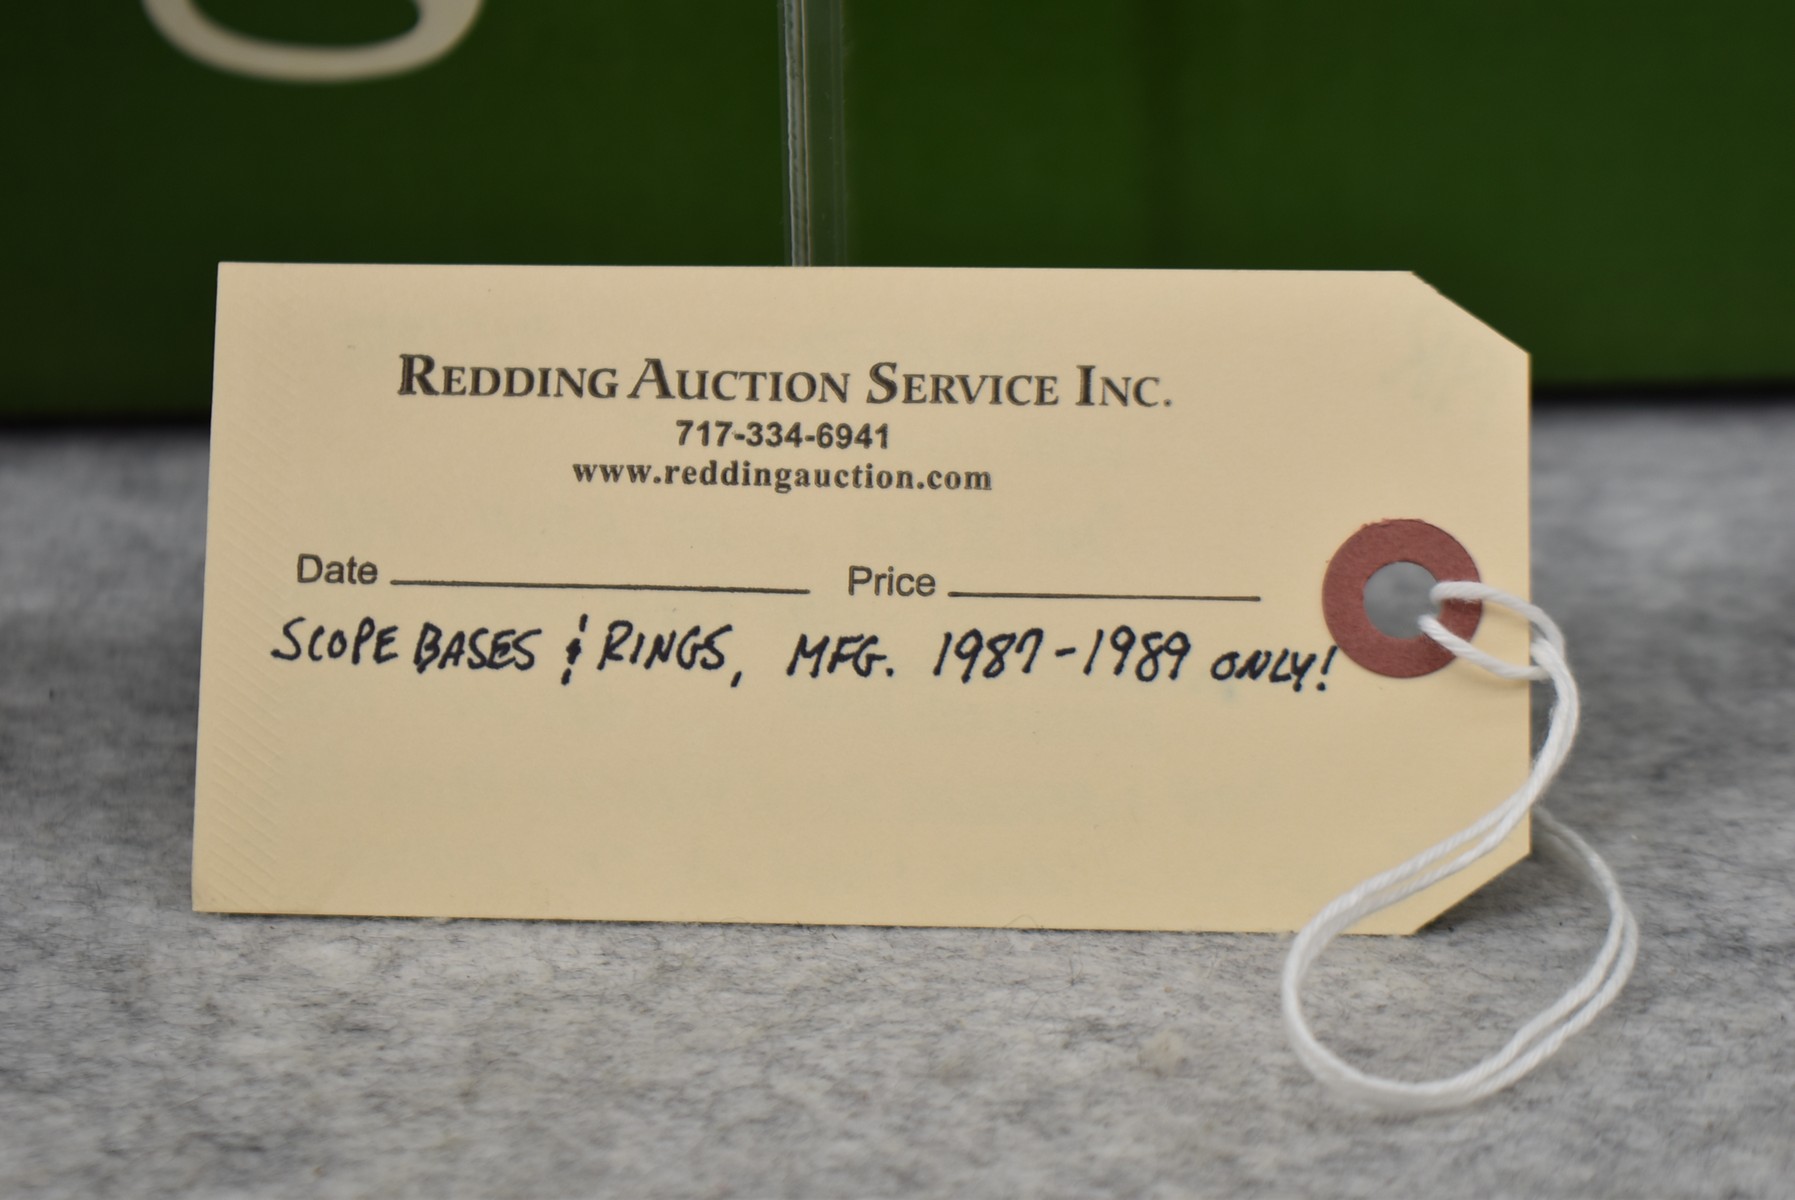 REDDING AUCTION SERVICE INC.
717-334-6941
www.reddingauction.com
Date Price
SCOPE BASES & RINGS, MFG. 1987-1989 ONLY!